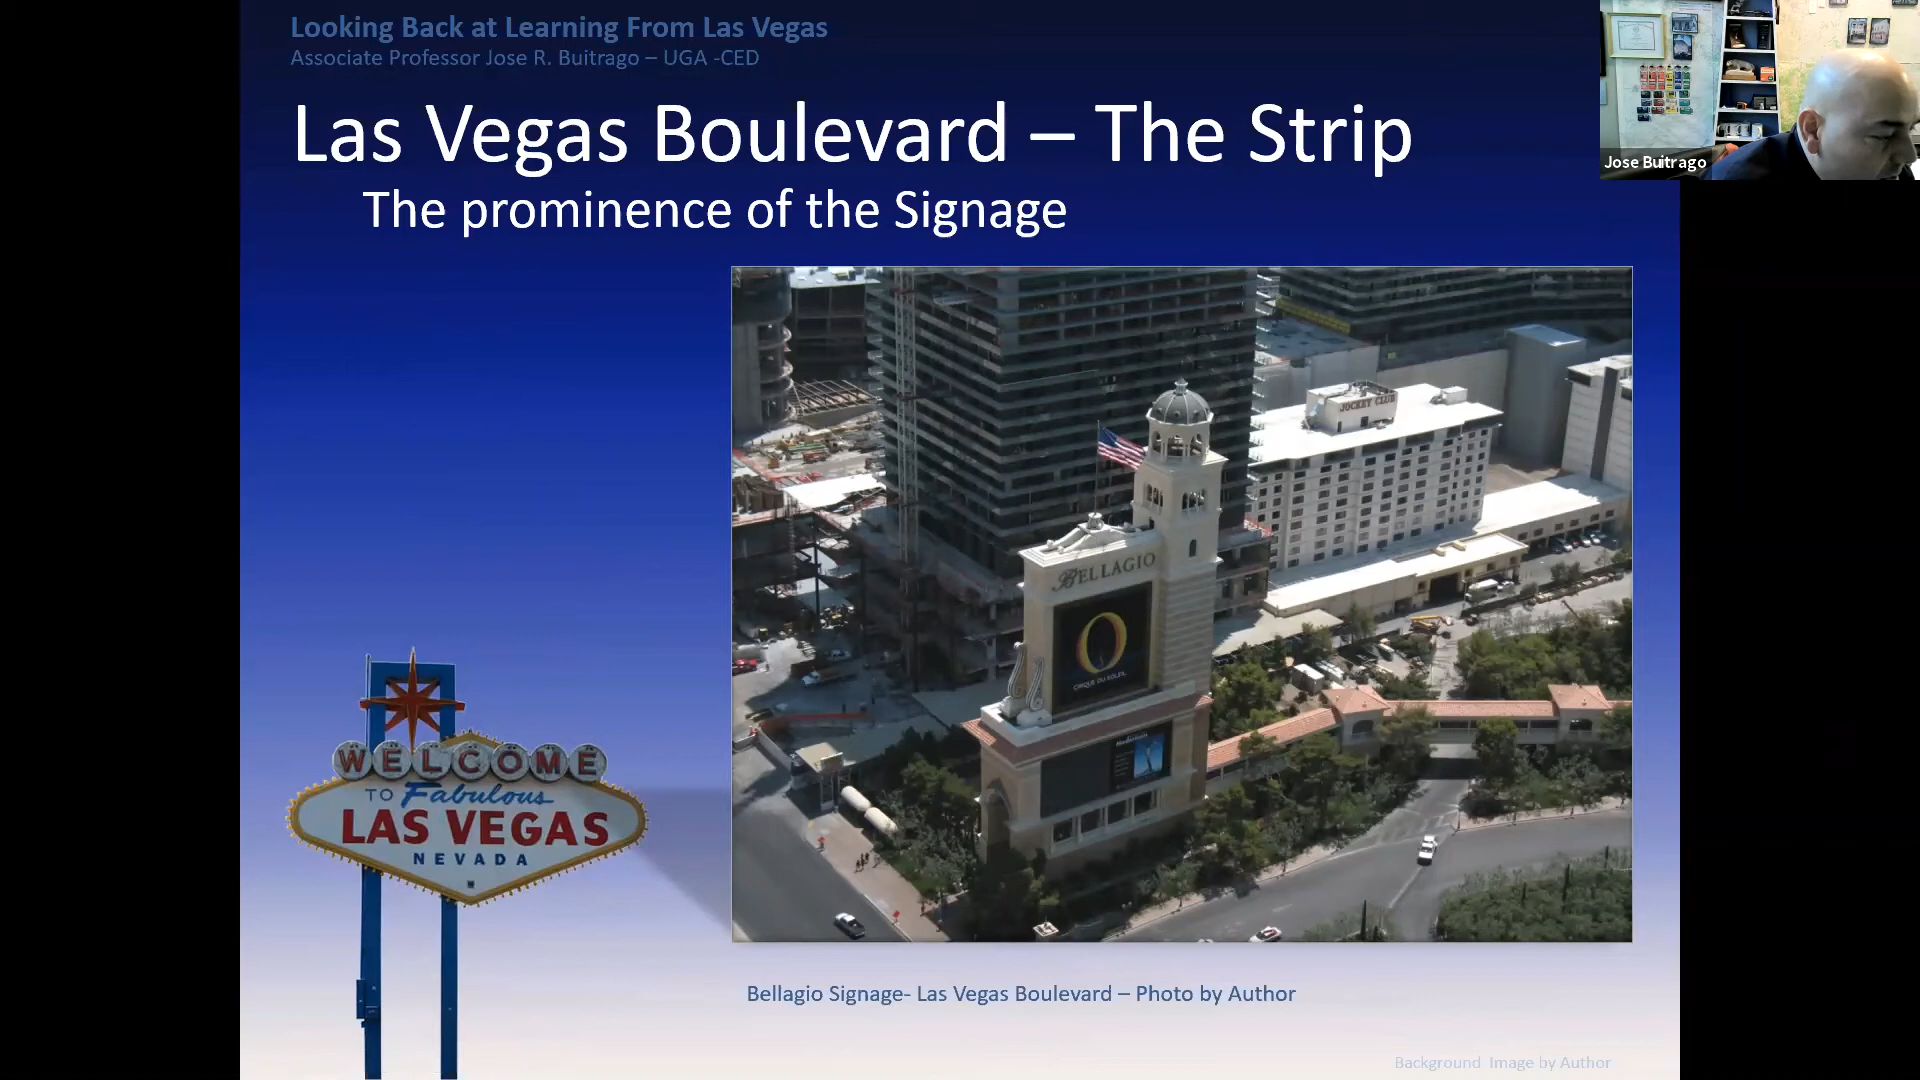 Looking Back at Learning From Las Vegas
Associate Professor Jose R. Buitrago – UGA -CED
Las Vegas Boulevard – The Strip
The prominence of the Signage
Jose Buitrago
JOCKEY CLUB
BELLAGIO
O
CIRQUE DU SOLEIL
WELCOME
TO Fabulous
LAS VEGAS
NEVADA
Bellagio Signage- Las Vegas Boulevard – Photo by Author
Background Image by Author